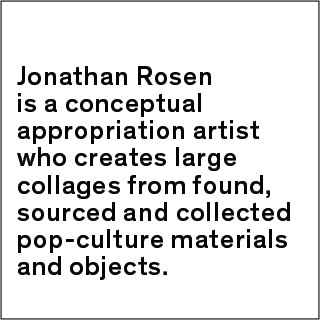 Jonathan Rosen
is a conceptual
appropriation artist
who creates large
collages from found,
sourced and collected
pop-culture materials
and objects.